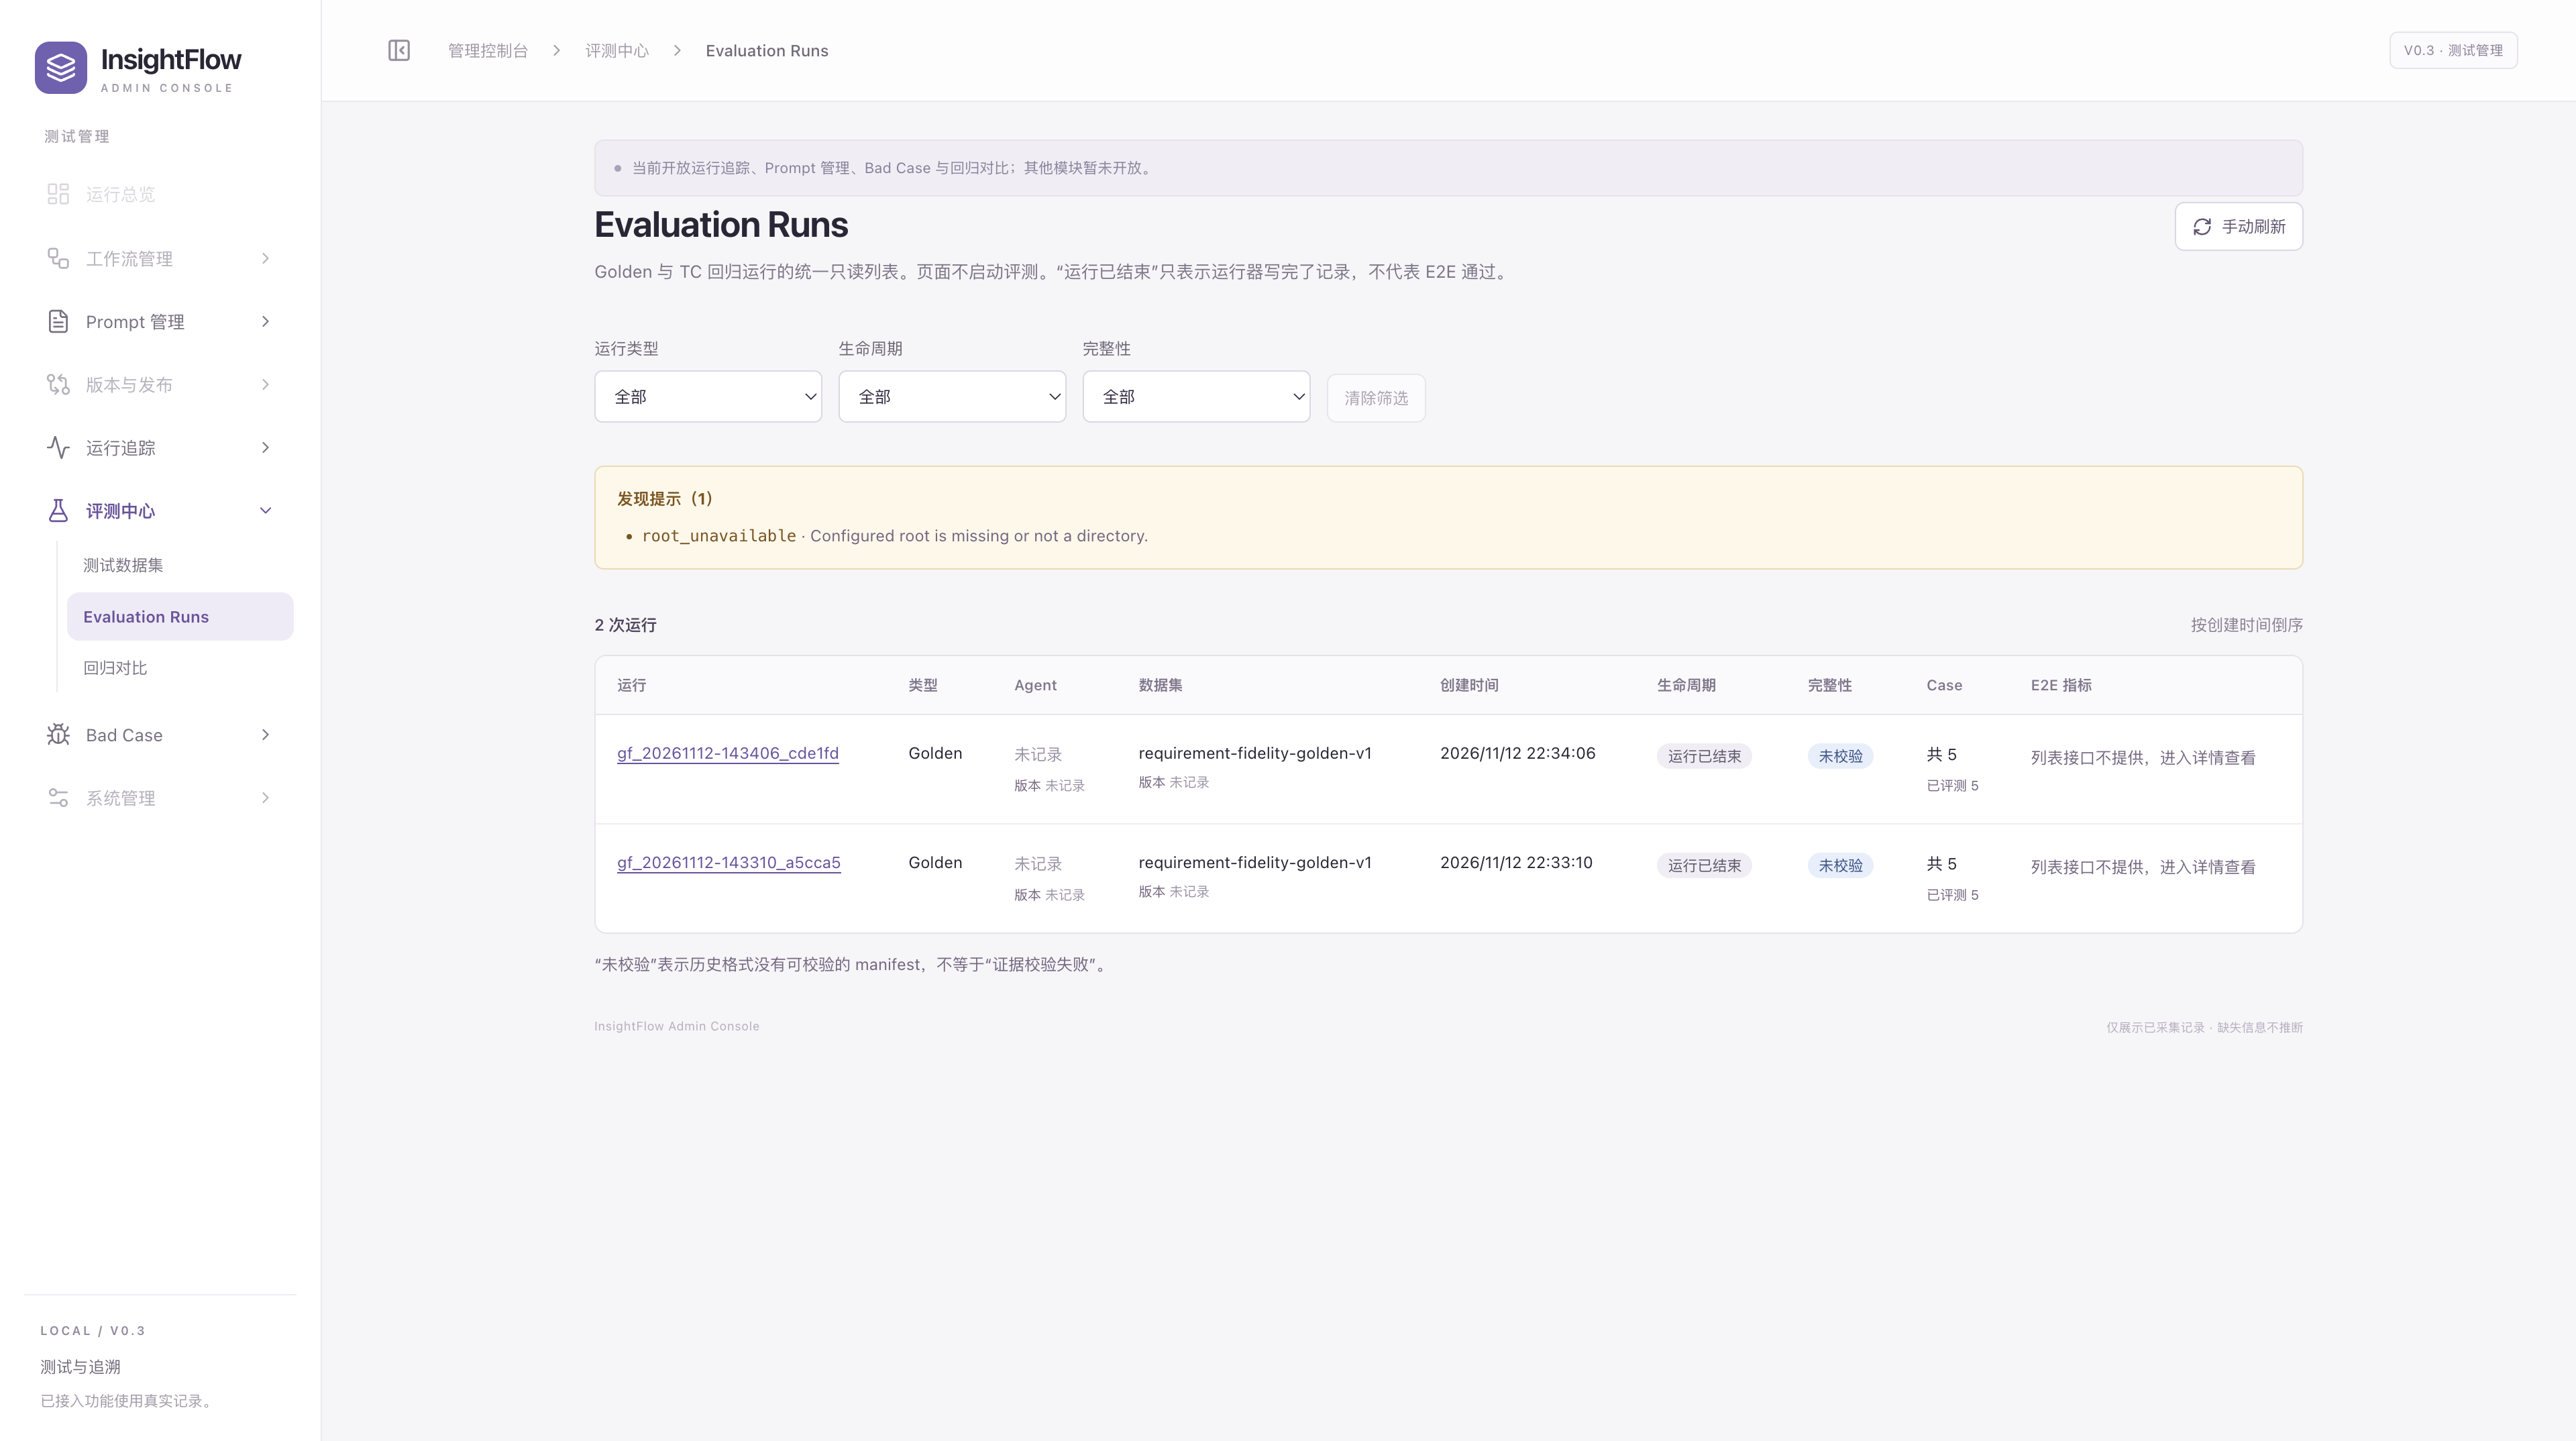 InsightFlow
ADMIN CONSOLE
测试管理
运行总览
工作流管理
Prompt 管理
版本与发布
运行追踪
评测中心
测试数据集
Evaluation Runs
回归对比
Bad Case
系统管理
LOCAL / V0.3
测试与追溯
已接入功能使用真实记录。
管理控制台 评测中心 Evaluation Runs
V0.3 · 测试管理
当前开放运行追踪、Prompt 管理、Bad Case 与回归对比；其他模块暂未开放。
Evaluation Runs
手动刷新
Golden 与 TC 回归运行的统一只读列表。页面不启动评测。“运行已结束”只表示运行器写完了记录，不代表 E2E 通过。
运行类型 生命周期 完整性
全部 全部 全部 清除筛选
发现提示（1）
root_unavailable · Configured root is missing or not a directory.
2 次运行 按创建时间倒序
运行 类型 Agent 数据集 创建时间 生命周期 完整性 Case E2E 指标
gf_20261112-143406_cde1fd Golden 未记录 requirement-fidelity-golden-v1 2026/11/12 22:34:06 运行已结束 未校验 共 5 列表接口不提供，进入详情查看
版本 未记录 版本 未记录 已评测 5
gf_20261112-143310_a5cca5 Golden 未记录 requirement-fidelity-golden-v1 2026/11/12 22:33:10 运行已结束 未校验 共 5 列表接口不提供，进入详情查看
版本 未记录 版本 未记录 已评测 5
“未校验”表示历史格式没有可校验的 manifest，不等于“证据校验失败”。
InsightFlow Admin Console 仅展示已采集记录 · 缺失信息不推断